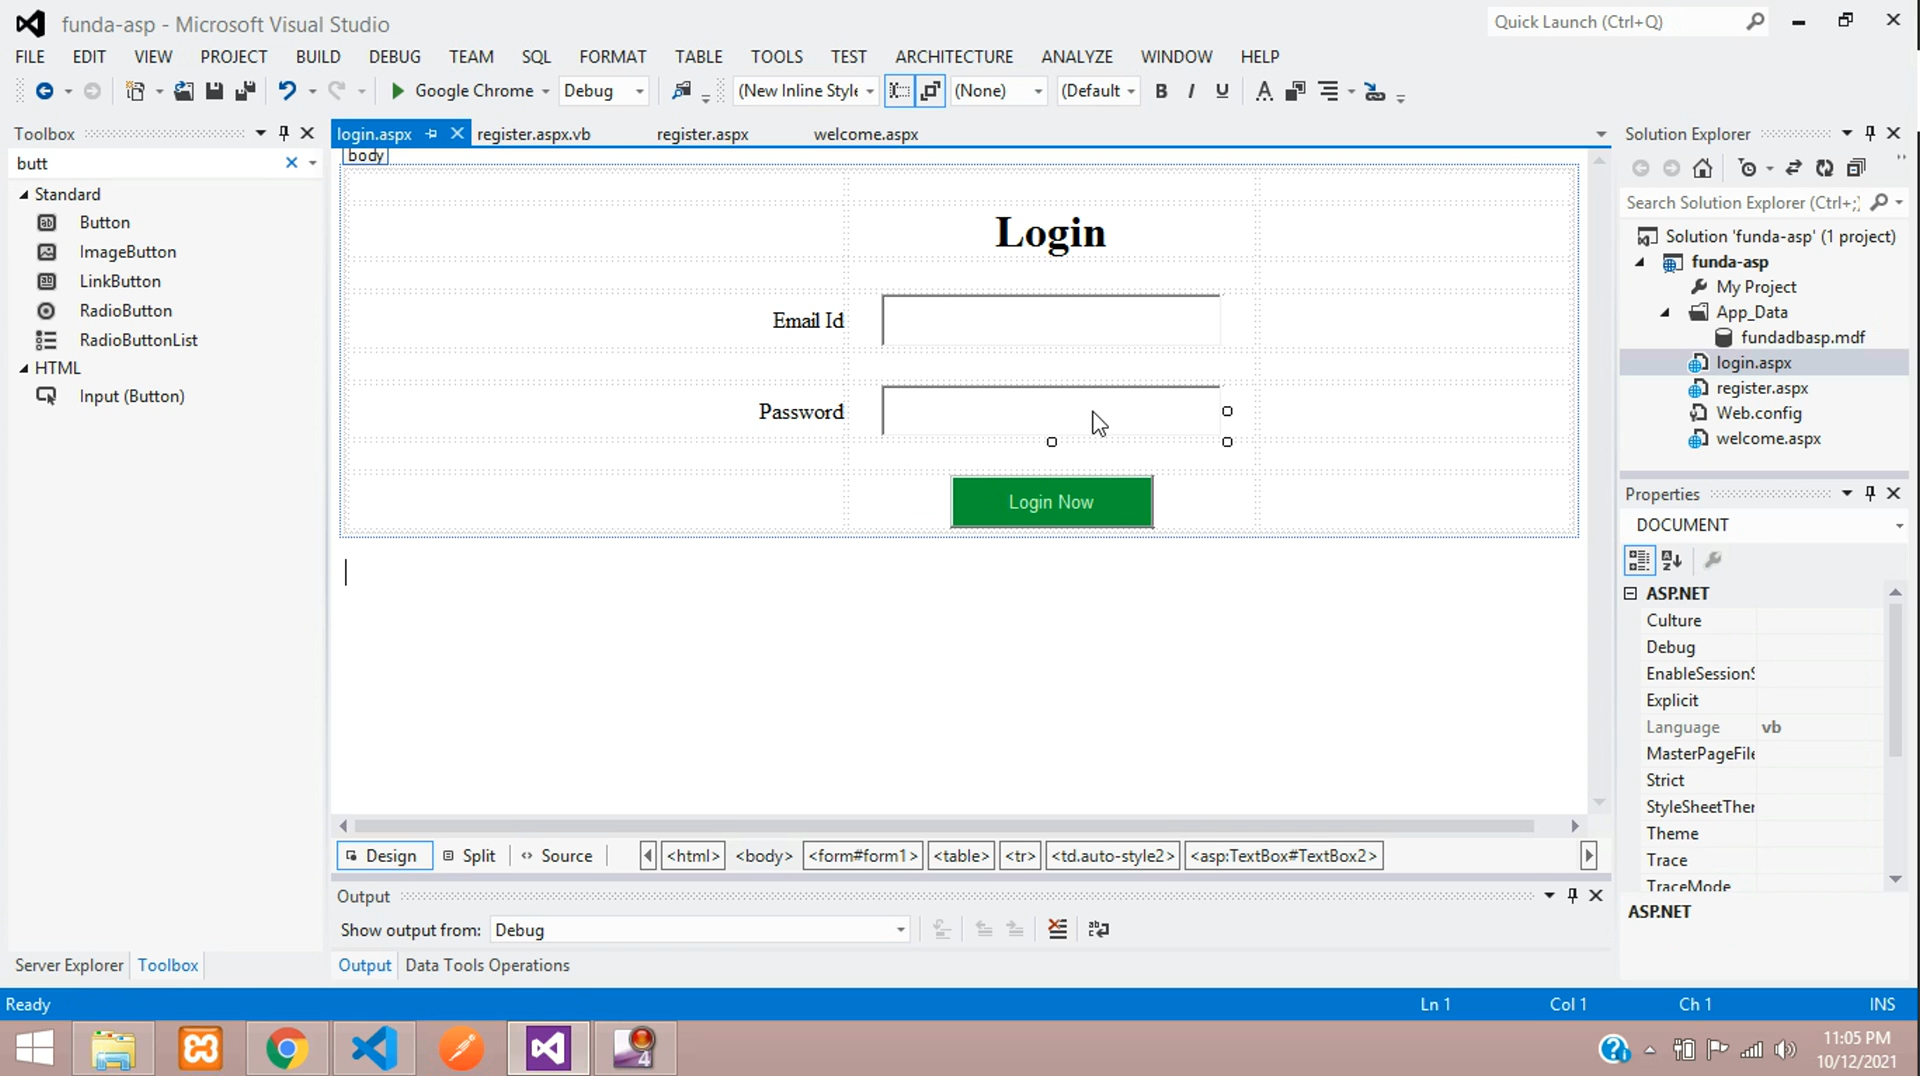 funda-asp - Microsoft Visual Studio
Quick Launch (Ctrl+Q)
FILE EDIT VIEW PROJECT BUILD DEBUG TEAM SQL FORMAT TABLE TOOLS TEST ARCHITECTURE ANALYZE WINDOW HELP
Google Chrome Debug (New Inline Style (None) (Default B I U A
Toolbox
login.aspx register.aspx.vb register.aspx welcome.aspx
butt
Standard
Button
ImageButton
LinkButton
RadioButton
RadioButtonList
HTML
Input (Button)
body
Login
Email Id
Password
Login Now
Design Split Source <html> <body> <form#form1> <table> <tr> <td.auto-style2> <asp:TextBox#TextBox2>
Output
Show output from: Debug
Server Explorer Toolbox
Output Data Tools Operations
Solution Explorer
Search Solution Explorer (Ctrl+;)
Solution 'funda-asp' (1 project)
funda-asp
My Project
App_Data
fundadbasp.mdf
login.aspx
register.aspx
Web.config
welcome.aspx
Properties
DOCUMENT
ASP.NET
Culture
Debug
EnableSessionS
Explicit
Language vb
MasterPageFile
Strict
StyleSheetTher
Theme
Trace
TraceMode
ASP.NET
Ready Ln 1 Col 1 Ch 1 INS
4
11:05 PM
10/12/2021